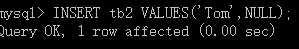 mysql> INSERT tb2 VALUES('Tom',NULL);
Query OK, 1 row affected (0.00 sec)